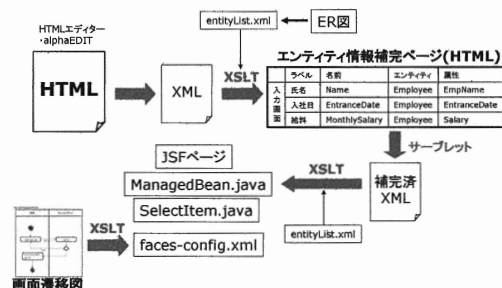 HTMLエディター
・alphaEDIT
HTML
XML
XSLT
entityList.xml
ER図
エンティティ情報補完ページ(HTML)
ラベル 名前 エンティティ 属性
入力画面
氏名 Name Employee EmpName
入社日 EntranceDate Employee EntranceDate
給料 MonthlySalary Employee Salary
サーブレット
補完済
XML
XSLT
entityList.xml
JSFページ
ManagedBean.java
SelectItem.java
faces-config.xml
XSLT
画面遷移図